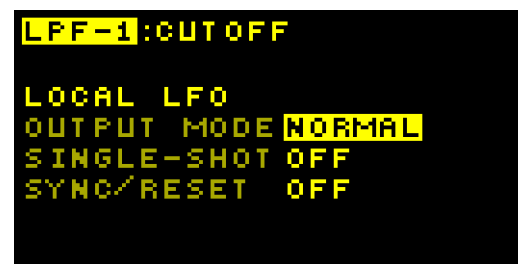 LPF-1:CUTOFF
LOCAL LFO
OUTPUT MODE NORMAL
SINGLE-SHOT OFF
SYNC/RESET OFF